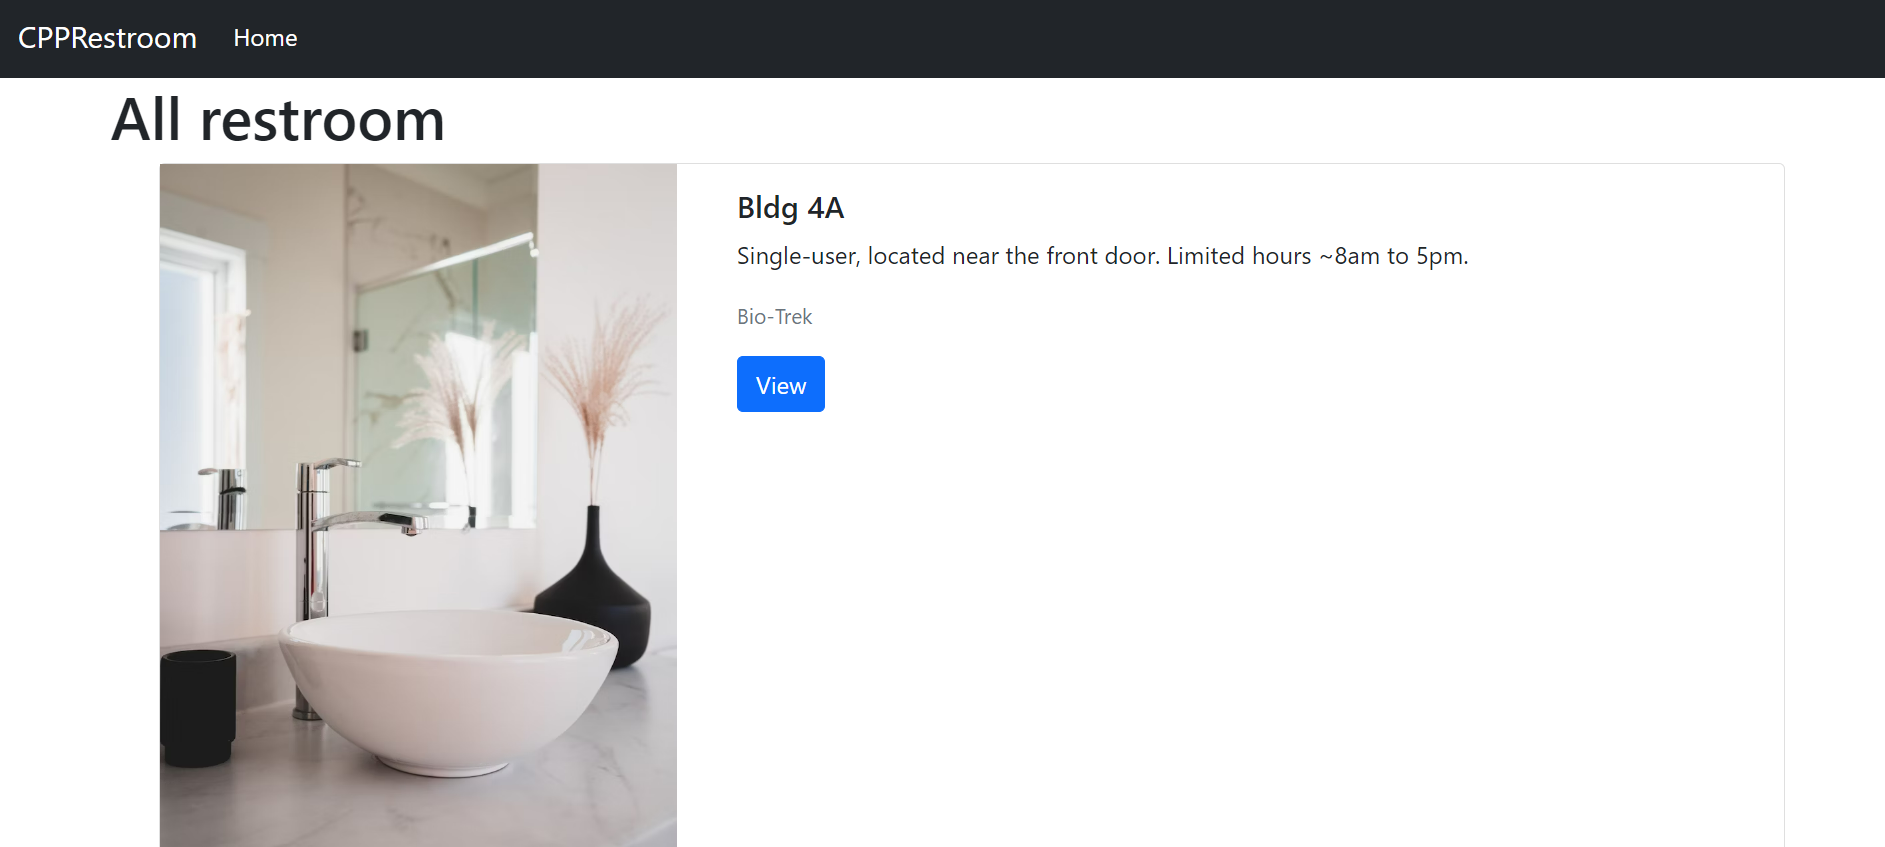 CPPRestroom Home
All restroom
Bldg 4A
Single-user, located near the front door. Limited hours ~8am to 5pm.
Bio-Trek
View